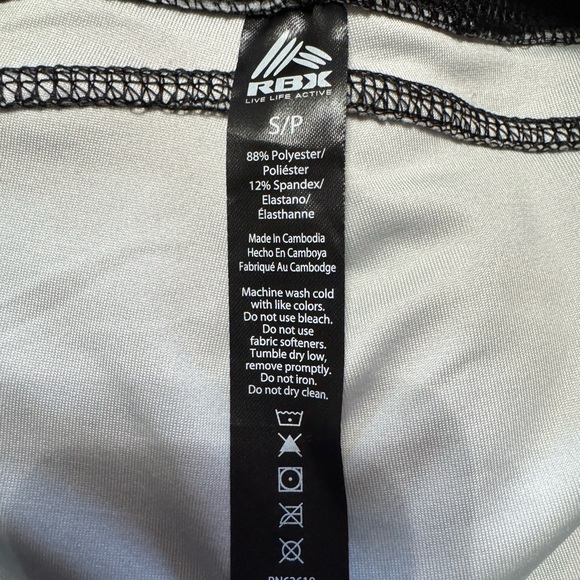 RBX
LIVE LIFE ACTIVE
S/P
88% Polyester/
Poliéster
12% Spandex/
Elastano/
Élasthanne
Made In Cambodia
Hecho En Camboya
Fabriqué Au Cambodge
Machine wash cold
with like colors.
Do not use bleach.
Do not use
fabric softeners.
Tumble dry low,
remove promptly.
Do not iron.
Do not dry clean.